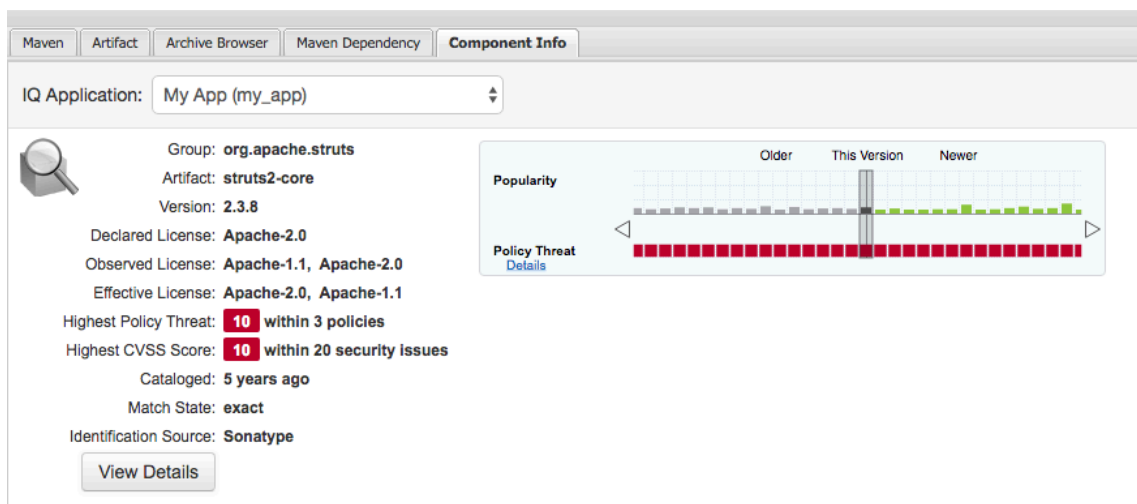 Maven Artifact Archive Browser Maven Dependency Component Info
IQ Application: My App (my_app)
Group: org.apache.struts
Artifact: struts2-core
Version: 2.3.8
Declared License: Apache-2.0
Observed License: Apache-1.1, Apache-2.0
Effective License: Apache-2.0, Apache-1.1
Highest Policy Threat: 10 within 3 policies
Highest CVSS Score: 10 within 20 security issues
Cataloged: 5 years ago
Match State: exact
Identification Source: Sonatype
View Details
Older This Version Newer
Popularity
Policy Threat
Details